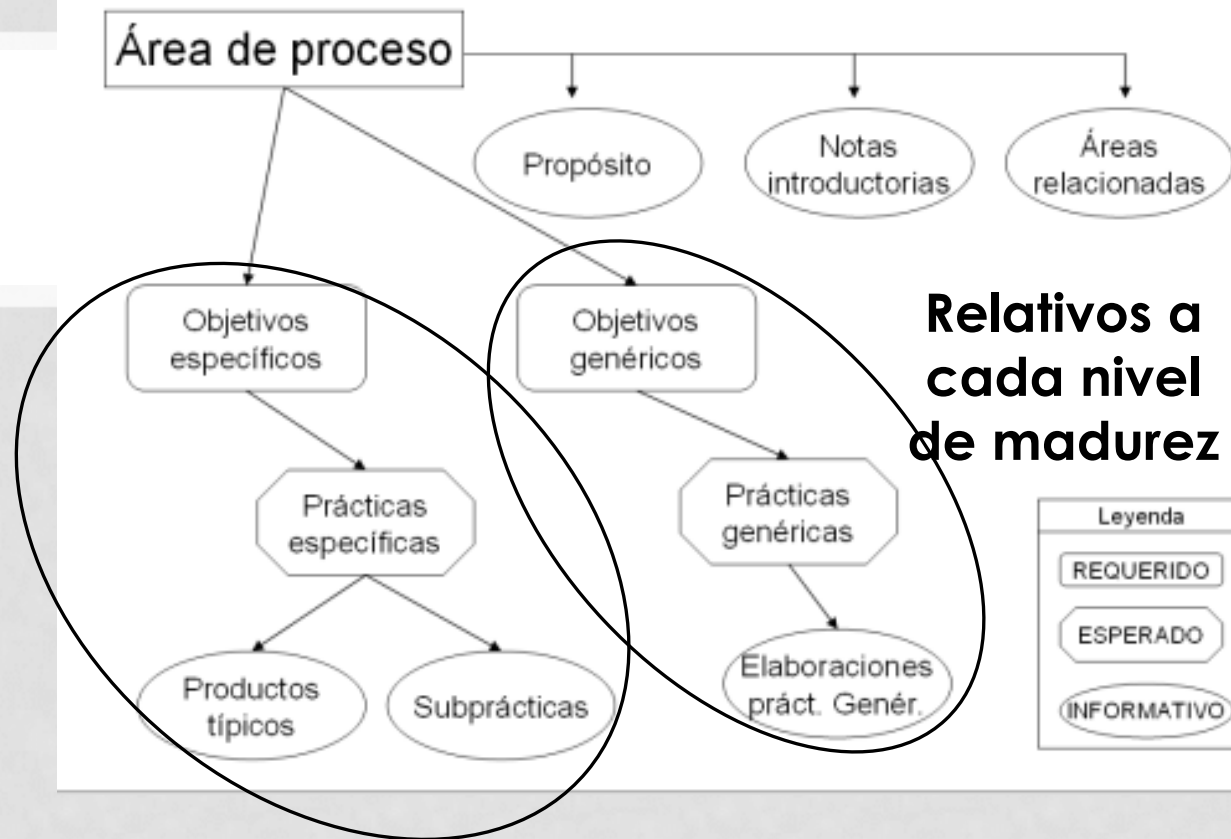 Área de proceso
Propósito
Notas
introductorias
Áreas
relacionadas
Objetivos
específicos
Objetivos
genéricos
Relativos a
cada nivel
de madurez
Prácticas
específicas
Prácticas
genéricas
Productos
típicos
Subprácticas
Elaboraciones
práct. Genér.
Leyenda
REQUERIDO
ESPERADO
INFORMATIVO